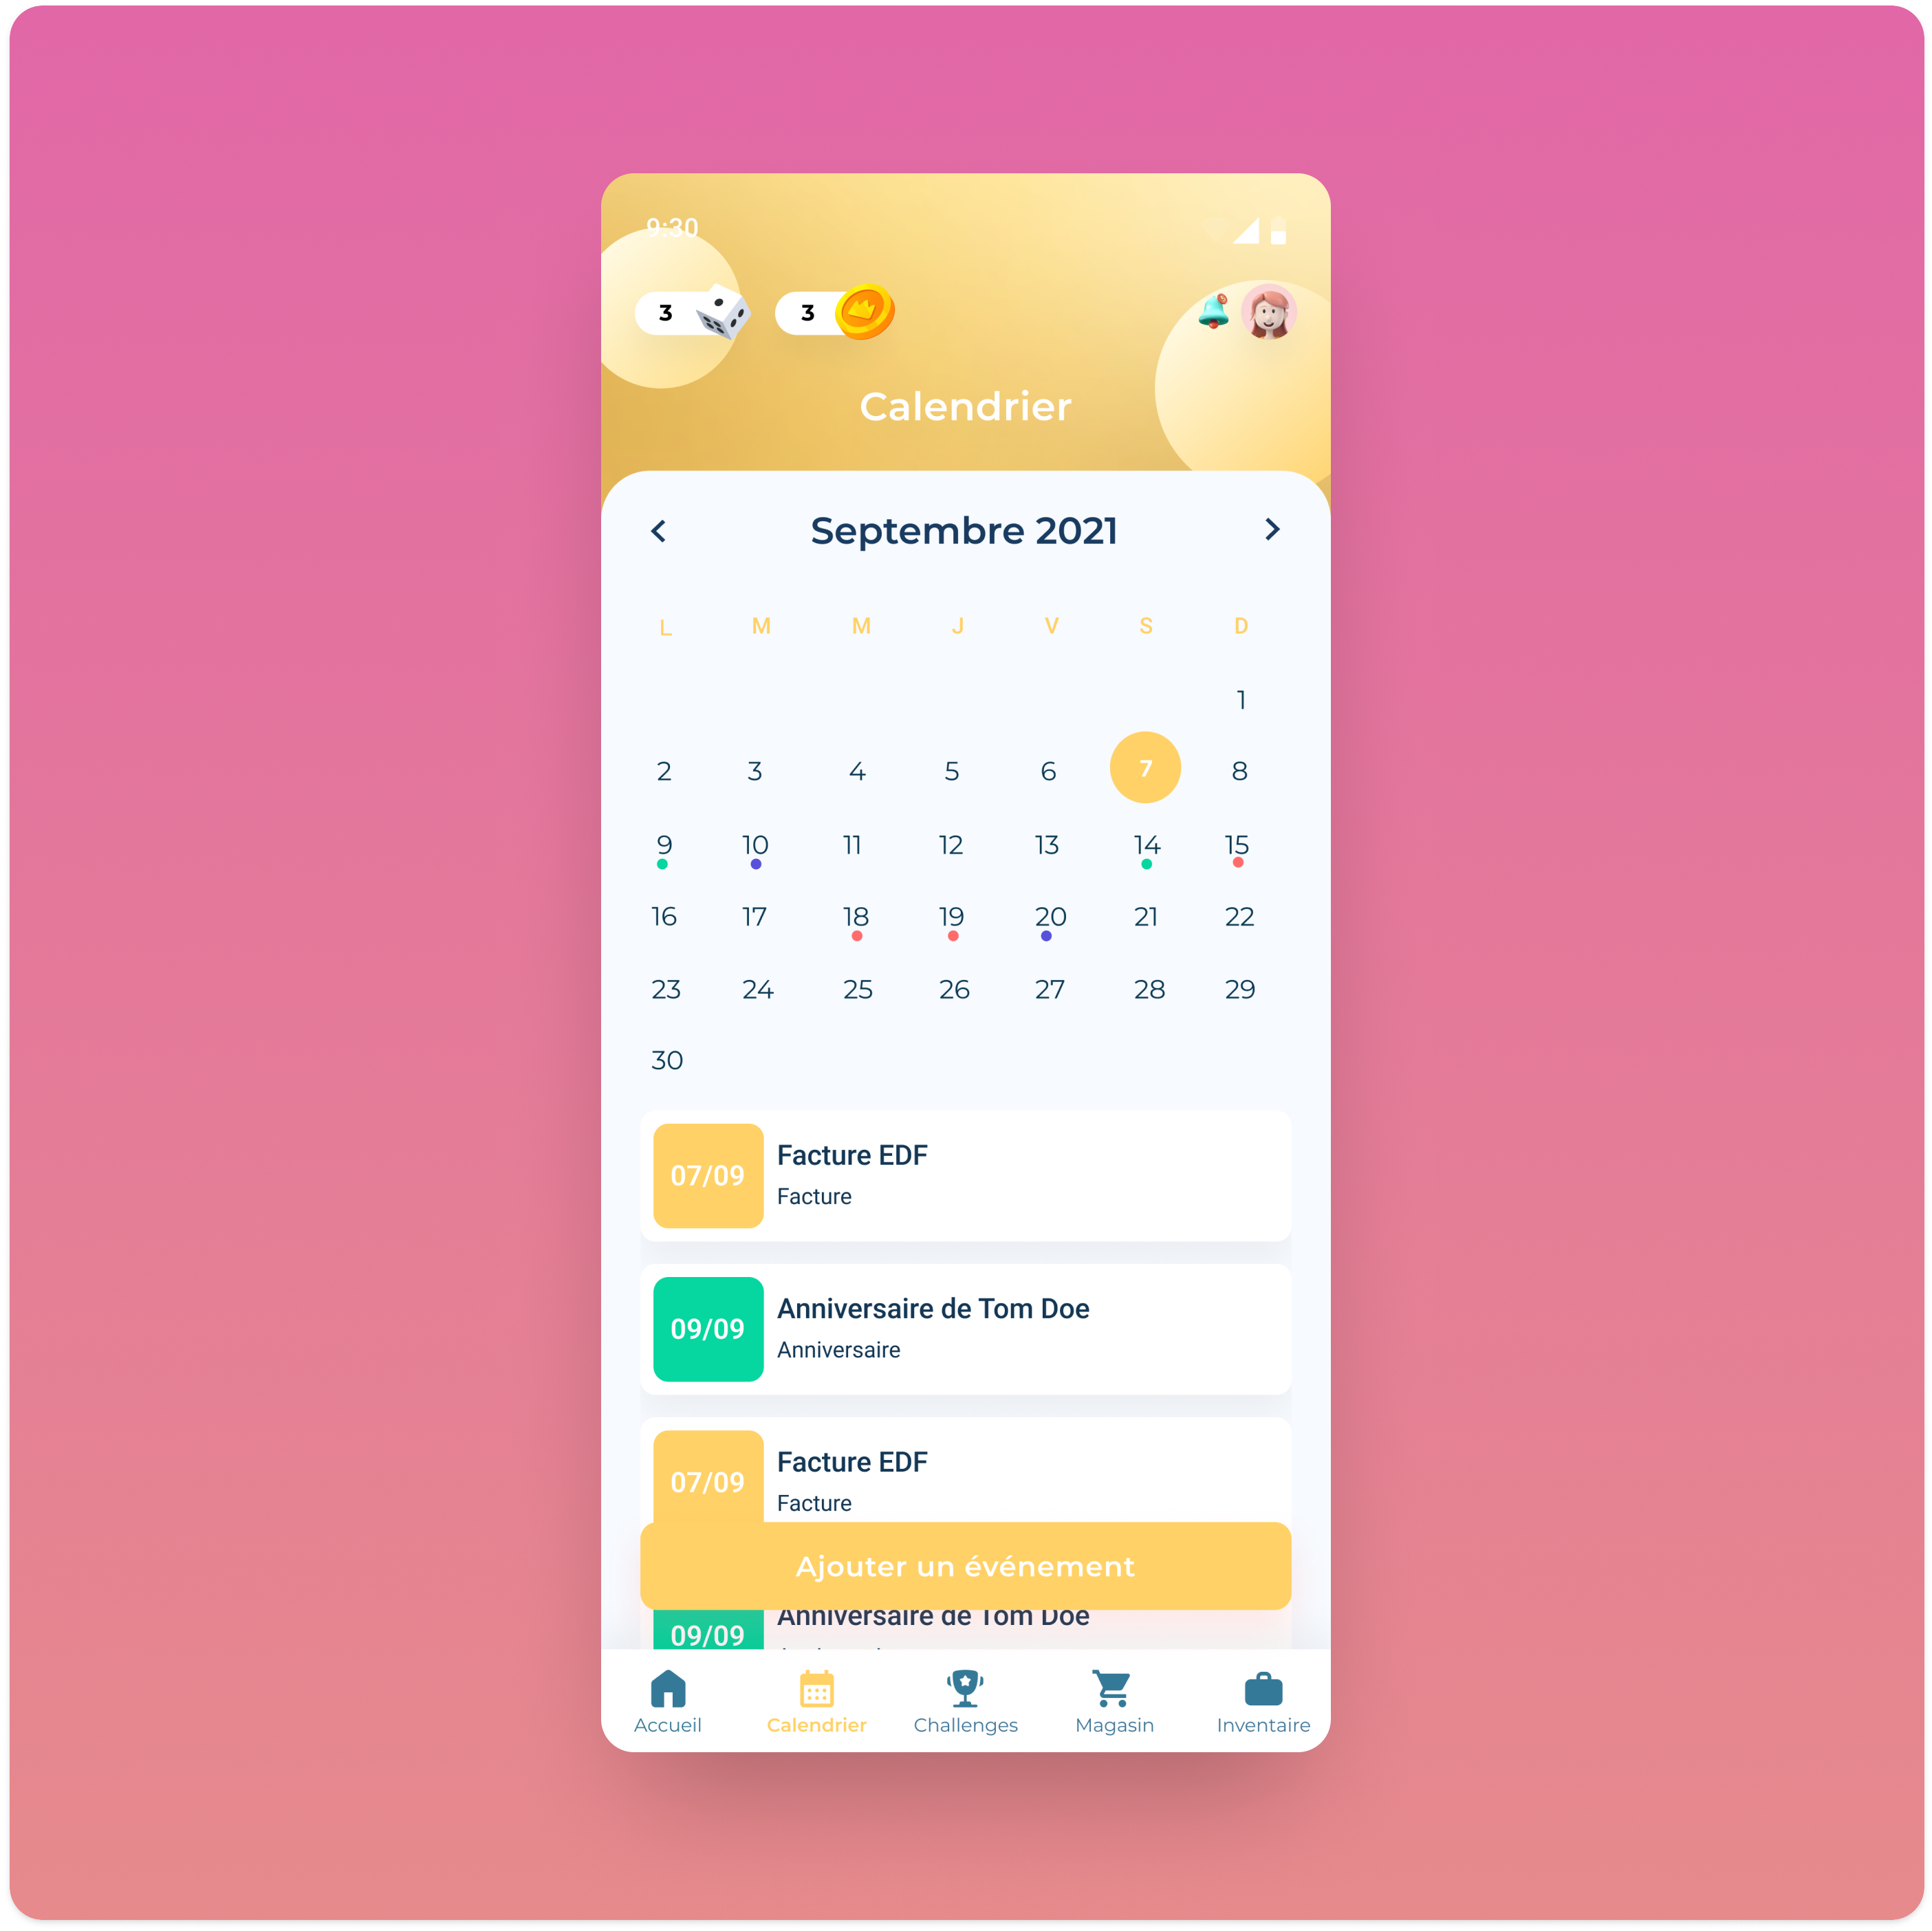 9:30
3 3
Calendrier
Septembre 2021
L M M J V S D
1
2 3 4 5 6 7 8
9 10 11 12 13 14 15
16 17 18 19 20 21 22
23 24 25 26 27 28 29
30
07/09
Facture EDF
Facture
09/09
Anniversaire de Tom Doe
Anniversaire
07/09
Facture EDF
Facture
Ajouter un événement
Anniversaire de Tom Doe
09/09
Accueil Calendrier Challenges Magasin Inventaire